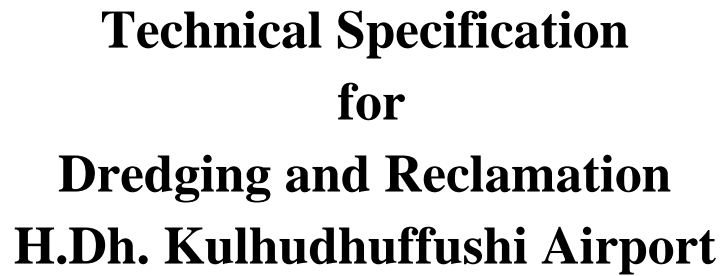 Technical Specification
for
Dredging and Reclamation
H.Dh. Kulhudhuffushi Airport